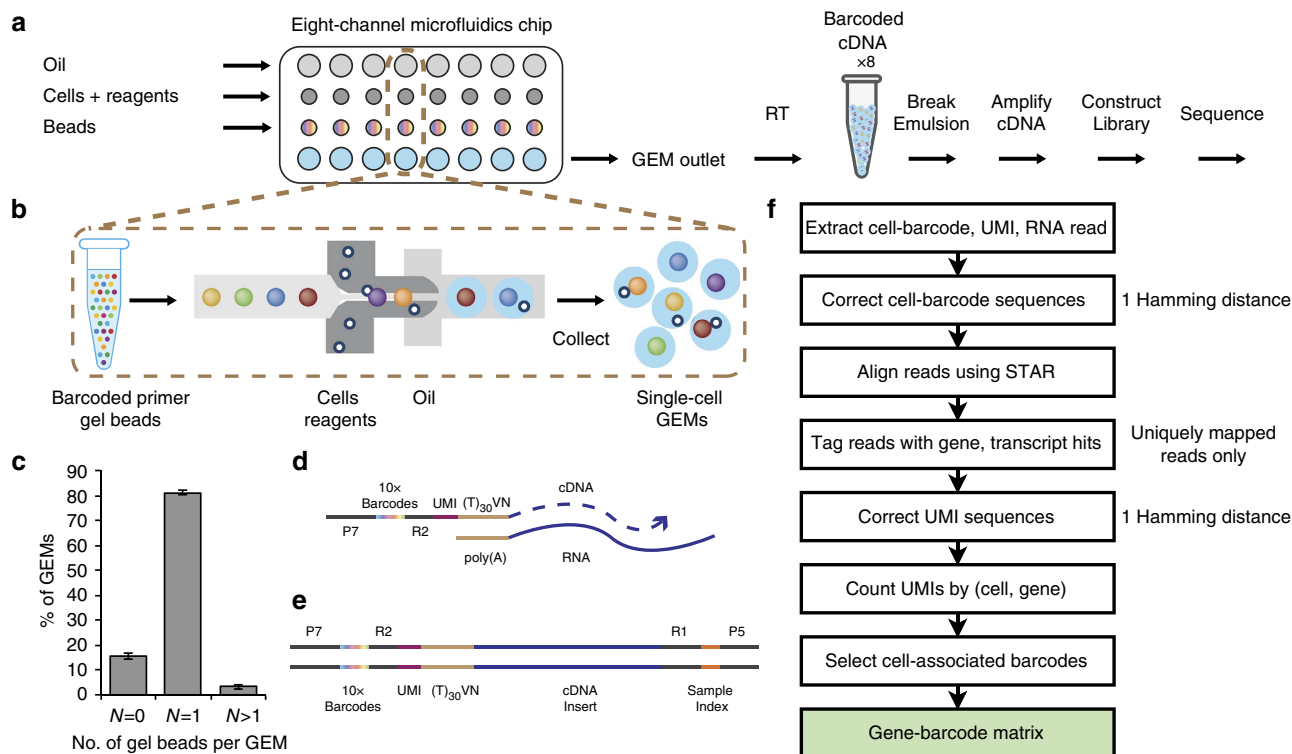 a
Eight-channel microfluidics chip
Oil
Cells + reagents
Beads
GEM outlet
RT
Barcoded
cDNA
×8
Break
Emulsion
Amplify
cDNA
Construct
Library
Sequence
b
Collect
Barcoded primer
gel beads
Cells
reagents
Oil
Single-cell
GEMs
c
% of GEMs
90
80
70
60
50
40
30
20
10
0
N=0
N=1
N>1
No. of gel beads per GEM
d
10×
Barcodes
UMI
(T)30VN
cDNA
P7
R2
poly(A)
RNA
e
P7
R2
R1
P5
10×
Barcodes
UMI
(T)30VN
cDNA
Insert
Sample
Index
f
Extract cell-barcode, UMI, RNA read
Correct cell-barcode sequences
1 Hamming distance
Align reads using STAR
Tag reads with gene, transcript hits
Uniquely mapped
reads only
Correct UMI sequences
1 Hamming distance
Count UMIs by (cell, gene)
Select cell-associated barcodes
Gene-barcode matrix